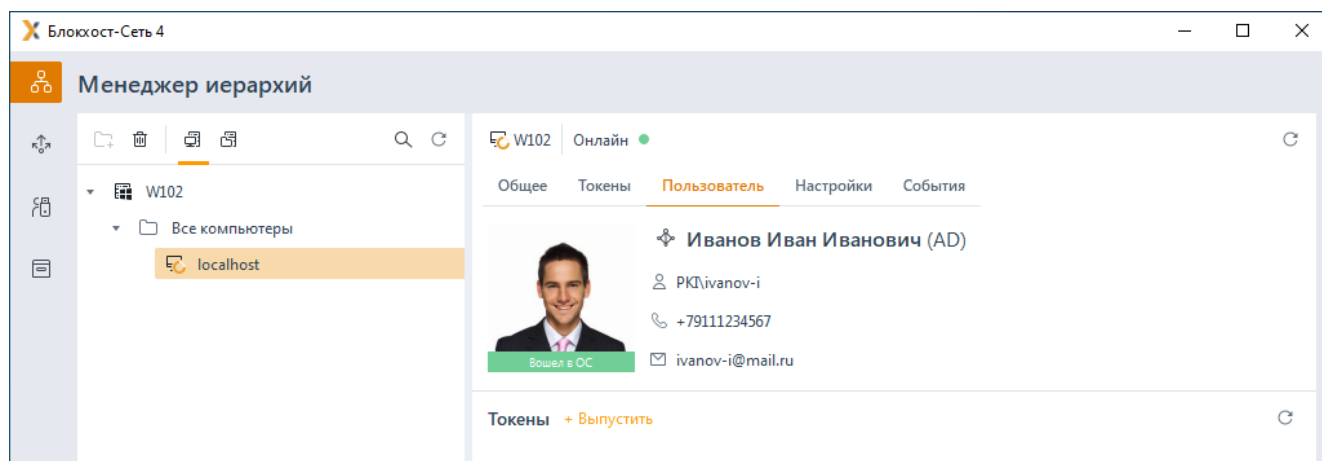 Блокхост-Сеть 4
Менеджер иерархий
W102 Онлайн
Общее Токены Пользователь Настройки События
W102
Все компьютеры
localhost
Иванов Иван Иванович (AD)
PKI\ivanov-i
+79111234567
ivanov-i@mail.ru
Вошел в ОС
Токены + Выпустить